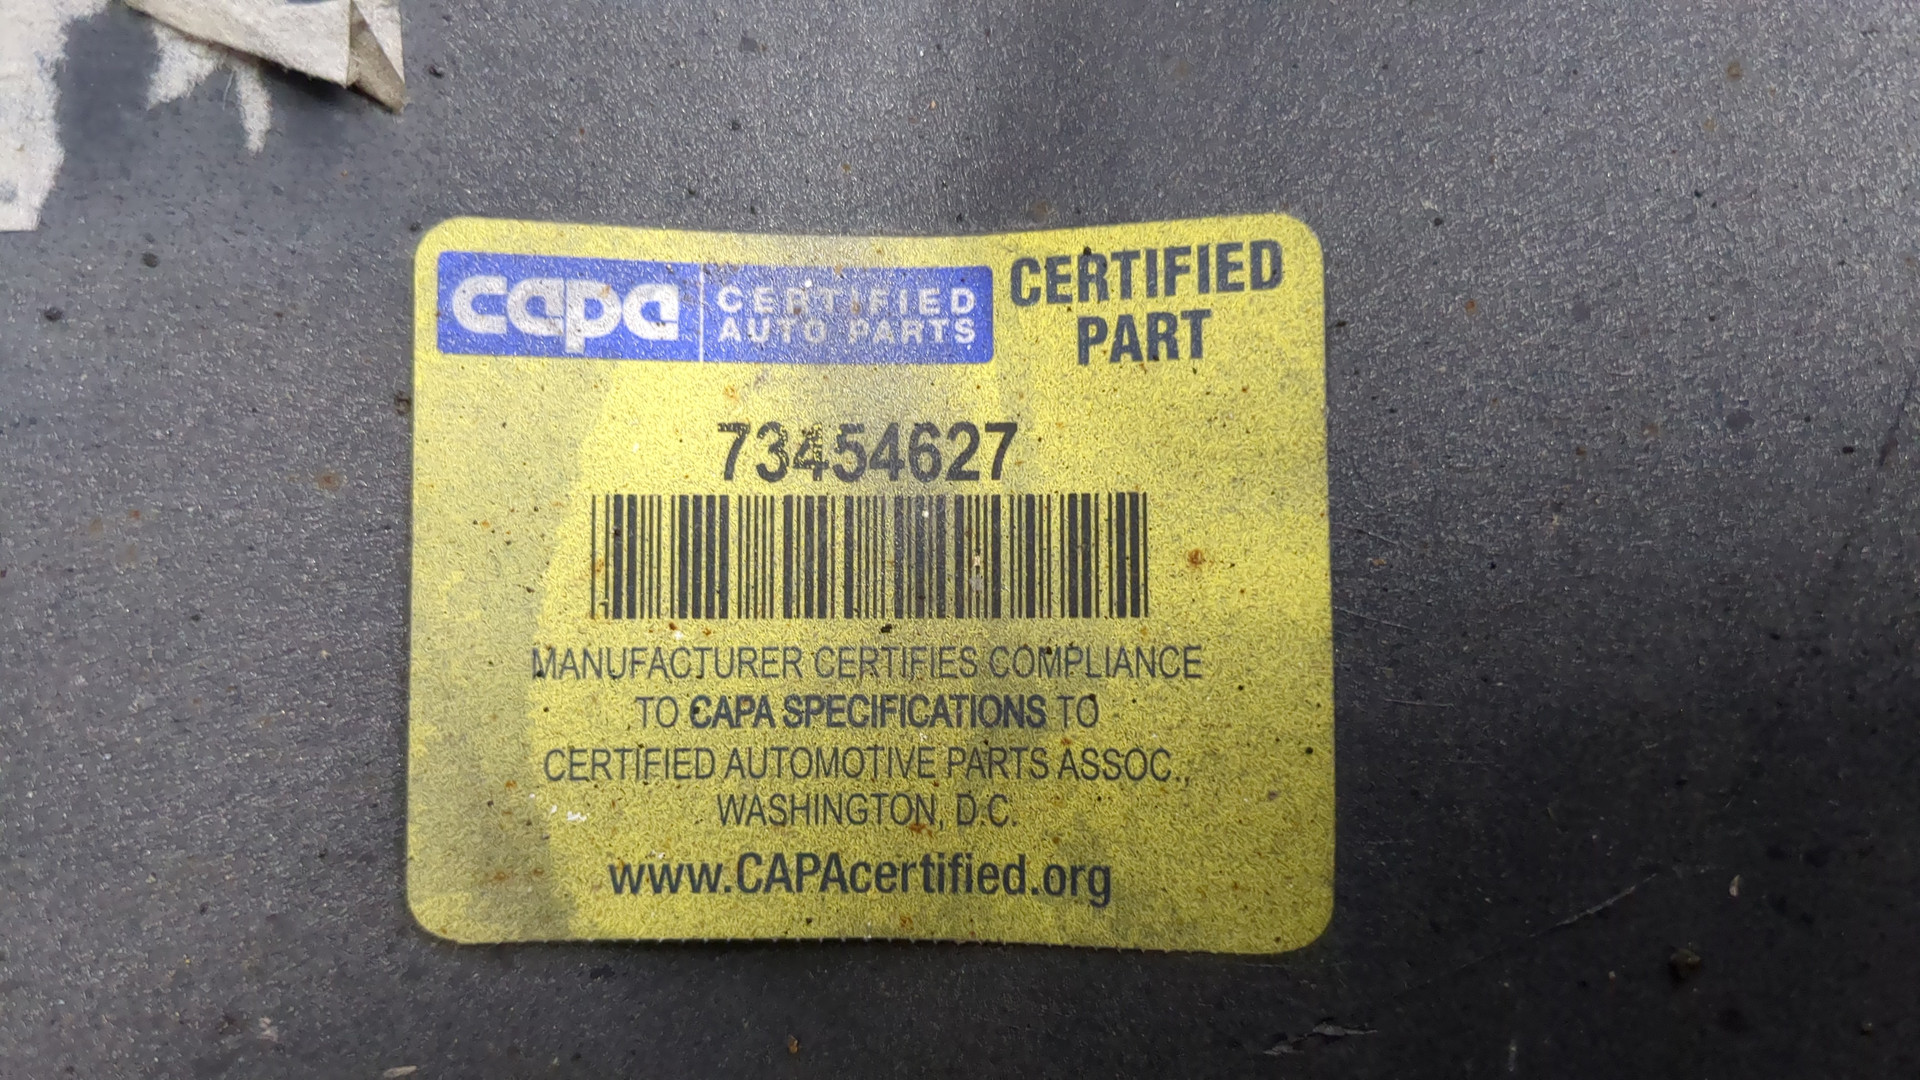 capa
CERTIFIED
AUTO PARTS
CERTIFIED
PART
73454627
MANUFACTURER CERTIFIES COMPLIANCE
TO CAPA SPECIFICATIONS TO
CERTIFIED AUTOMOTIVE PARTS ASSOC.,
WASHINGTON, D.C.
www.CAPAcertified.org